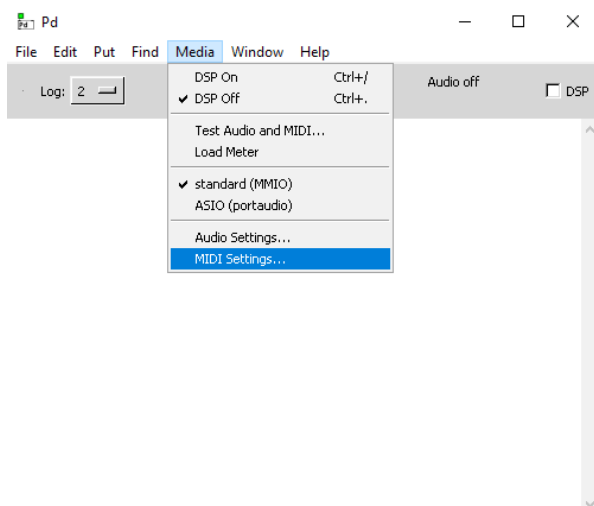 Pd
File Edit Put Find Media Window Help
Log: 2
Audio off
DSP
DSP On Ctrl+/
DSP Off Ctrl+.
Test Audio and MIDI...
Load Meter
standard (MMIO)
ASIO (portaudio)
Audio Settings...
MIDI Settings...